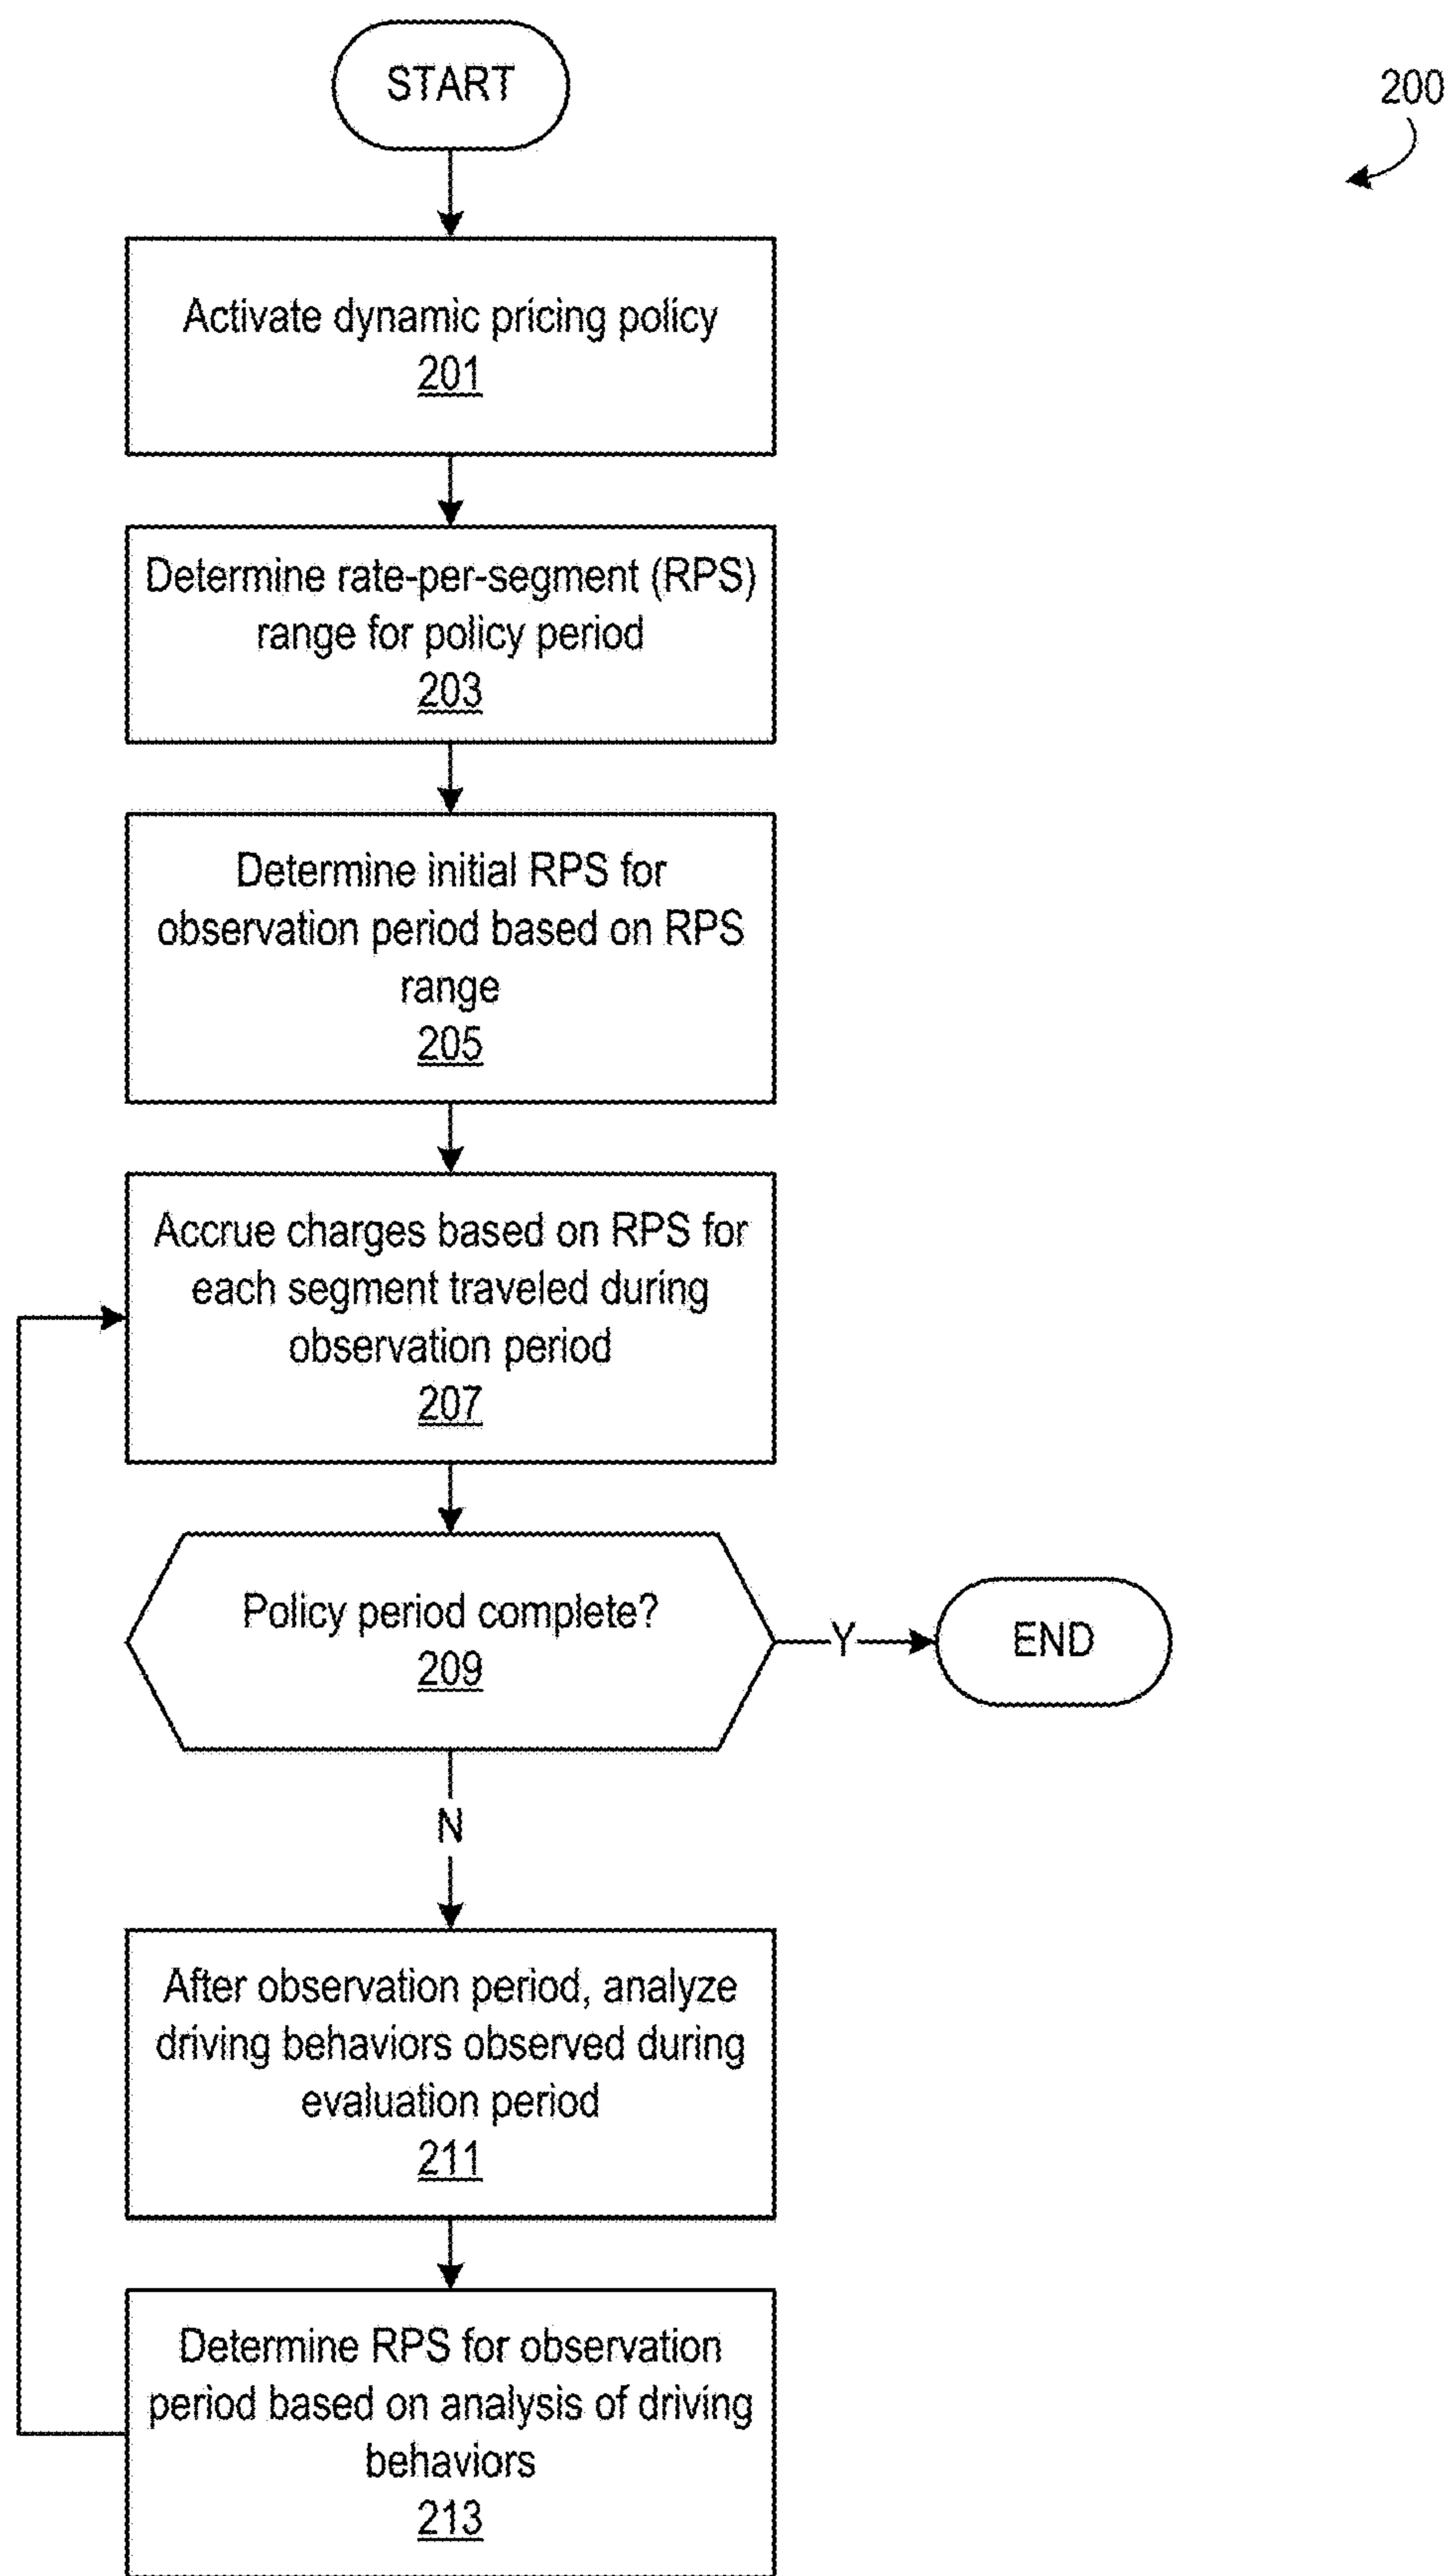 START
200
Activate dynamic pricing policy
201
Determine rate-per-segment (RPS)
range for policy period
203
Determine initial RPS for
observation period based on RPS
range
205
Accrue charges based on RPS for
each segment traveled during
observation period
207
Policy period complete?
209
Y
END
N
After observation period, analyze
driving behaviors observed during
evaluation period
211
Determine RPS for observation
period based on analysis of driving
behaviors
213